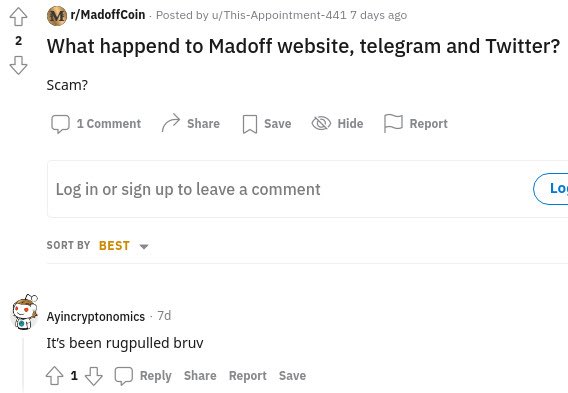 r/MadoffCoin · Posted by u/This-Appointment-441 7 days ago
2
What happend to Madoff website, telegram and Twitter?
Scam?
1 Comment Share Save Hide Report
Log in or sign up to leave a comment
SORT BY BEST
Ayincryptonomics · 7d
It's been rugpulled bruv
1 Reply Share Report Save